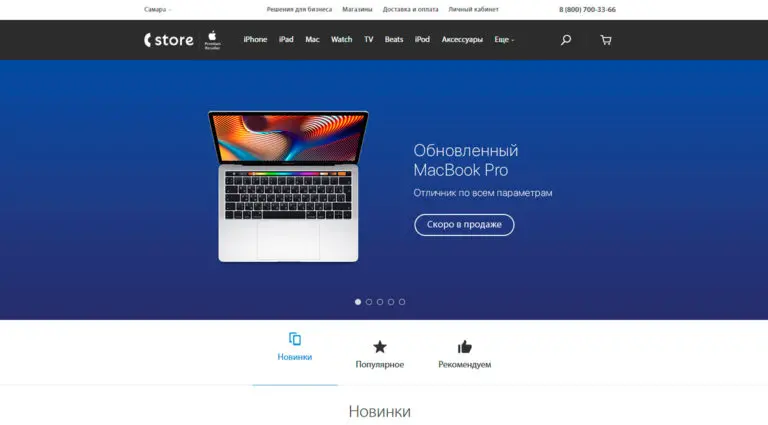 Самара
Решения для бизнеса
Магазины
Доставка и оплата
Личный кабинет
8 (800) 700-33-66
store
Premium
Reseller
iPhone
iPad
Mac
Watch
TV
Beats
iPod
Аксессуары
Еще
Обновленный
MacBook Pro
Отличник по всем параметрам
Скоро в продаже
Новинки
Популярное
Рекомендуем
Новинки